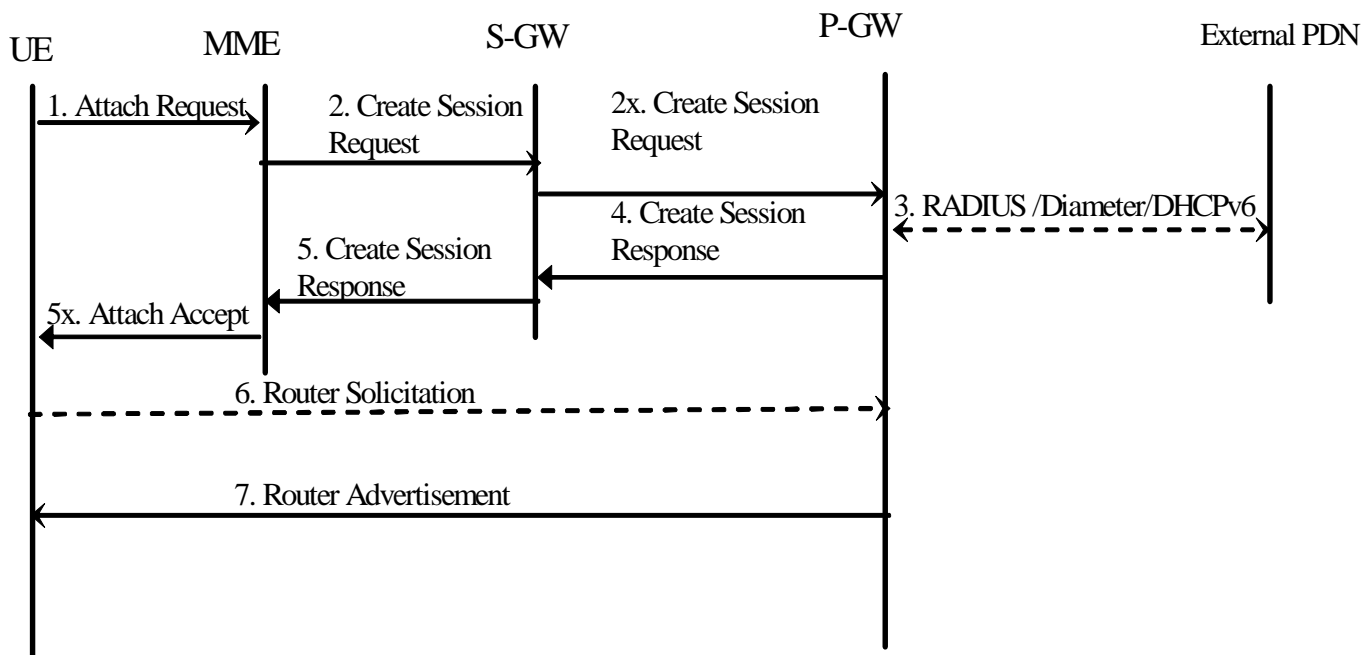 UE
MME
S-GW
P-GW
External PDN
1. Attach Request
2. Create Session
Request
2x. Create Session
Request
3. RADIUS /Diameter/DHCPv6
4. Create Session
Response
5. Create Session
Response
5x. Attach Accept
6. Router Solicitation
7. Router Advertisement